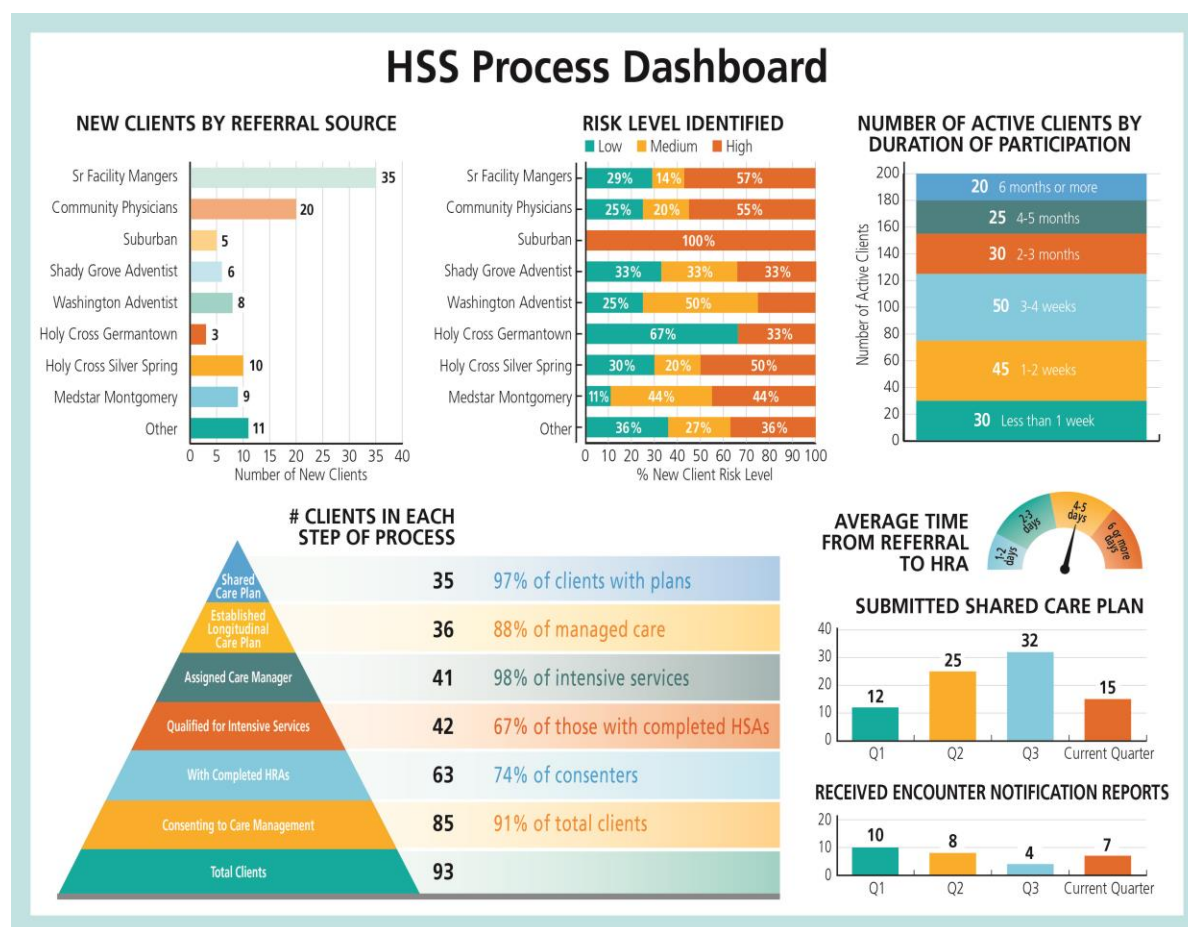 HSS Process Dashboard
NEW CLIENTS BY REFERRAL SOURCE
Sr Facility Mangers 35
Community Physicians 20
Suburban 5
Shady Grove Adventist 6
Washington Adventist 8
Holy Cross Germantown 3
Holy Cross Silver Spring 10
Medstar Montgomery 9
Other 11
0 5 10 15 20 25 30 35 40
Number of New Clients
RISK LEVEL IDENTIFIED
Low Medium High
Sr Facility Mangers 29% 14% 57%
Community Physicians 25% 20% 55%
Suburban 100%
Shady Grove Adventist 33% 33% 33%
Washington Adventist 25% 50%
Holy Cross Germantown 67% 33%
Holy Cross Silver Spring 30% 20% 50%
Medstar Montgomery 11% 44% 44%
Other 36% 27% 36%
0 10 20 30 40 50 60 70 80 90 100
% New Client Risk Level
NUMBER OF ACTIVE CLIENTS BY
DURATION OF PARTICIPATION
Number of Active Clients
200
180
160
140
120
100
80
60
40
20
0
20 6 months or more
25 4-5 months
30 2-3 months
50 3-4 weeks
45 1-2 weeks
30 Less than 1 week
# CLIENTS IN EACH
STEP OF PROCESS
Shared
Care Plan
35 97% of clients with plans
Established
Longitudinal
Care Plan
36 88% of managed care
Assigned Care Manager 41 98% of intensive services
Qualified for Intensive Services 42 67% of those with completed HSAs
With Completed HRAs 63 74% of consenters
Consenting to Care Management 85 91% of total clients
Total Clients 93
AVERAGE TIME
FROM REFERRAL
TO HRA
1-2
days
2-3
days
4-5
days
6 or more
days
SUBMITTED SHARED CARE PLAN
40
30
20
10
0
12 25 32 15
Q1 Q2 Q3 Current Quarter
RECEIVED ENCOUNTER NOTIFICATION REPORTS
20
10
0
10 8 4 7
Q1 Q2 Q3 Current Quarter